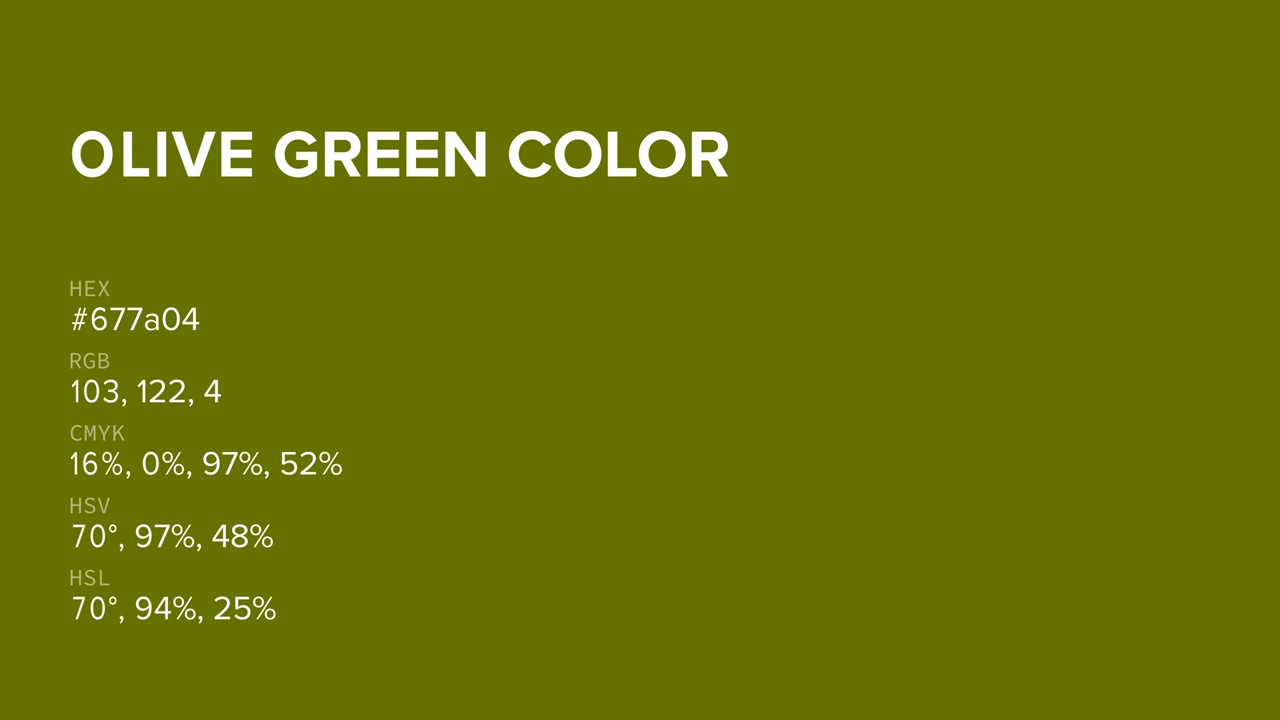 OLIVE GREEN COLOR
HEX
#677a04
RGB
103, 122, 4
CMYK
16%, 0%, 97%, 52%
HSV
70°, 97%, 48%
HSL
70°, 94%, 25%